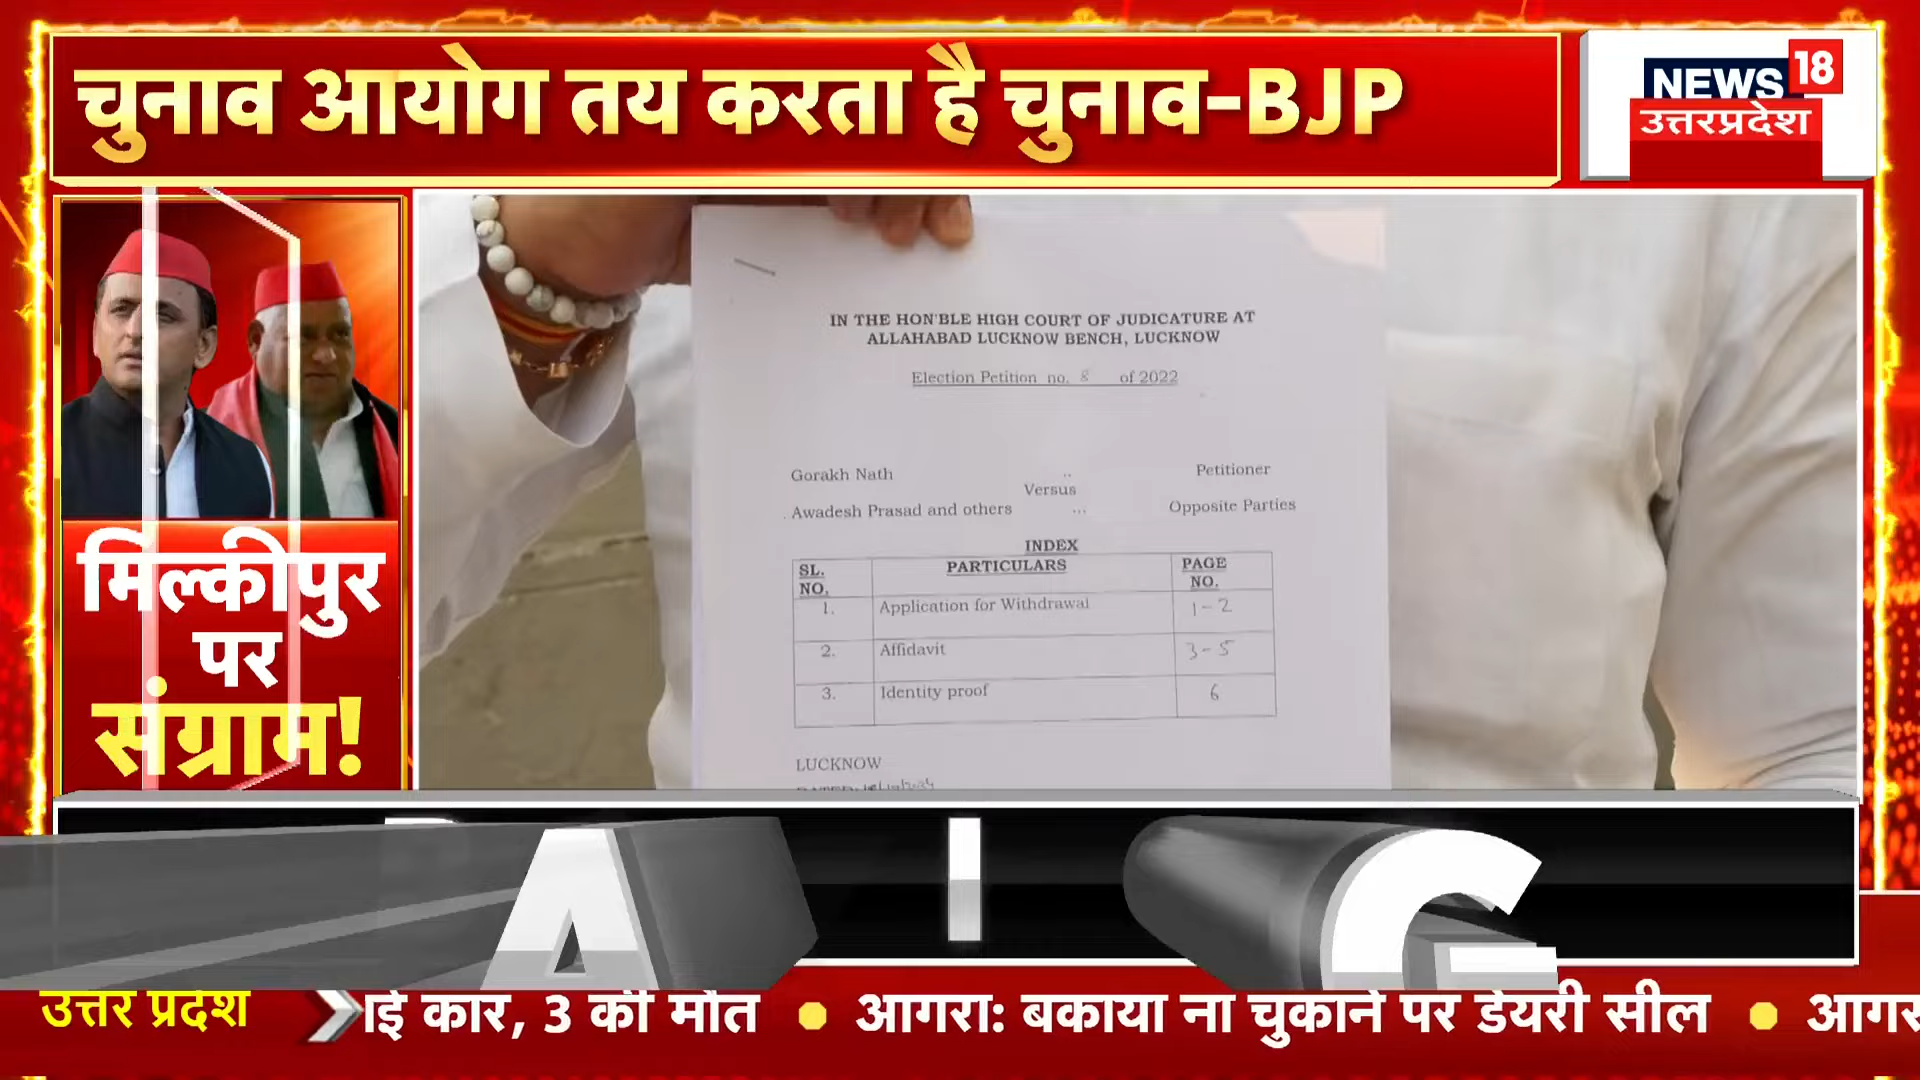 चुनाव आयोग तय करता है चुनाव-BJP
NEWS 18
उत्तरप्रदेश
मिल्कीपुर
पर
संग्राम!
IN THE HON'BLE HIGH COURT OF JUDICATURE AT
ALLAHABAD LUCKNOW BENCH, LUCKNOW
Election Petition no. 8 of 2022
Gorakh Nath .. Petitioner
Versus
Awadesh Prasad and others ... Opposite Parties
INDEX
SL. NO. PARTICULARS PAGE NO.
1. Application for Withdrawal 1-2
2. Affidavit 3-5
3. Identity proof 6
LUCKNOW
उत्तर प्रदेश
कार, 3 की मौत • आगरा: बकाया ना चुकाने पर डेयरी सील •